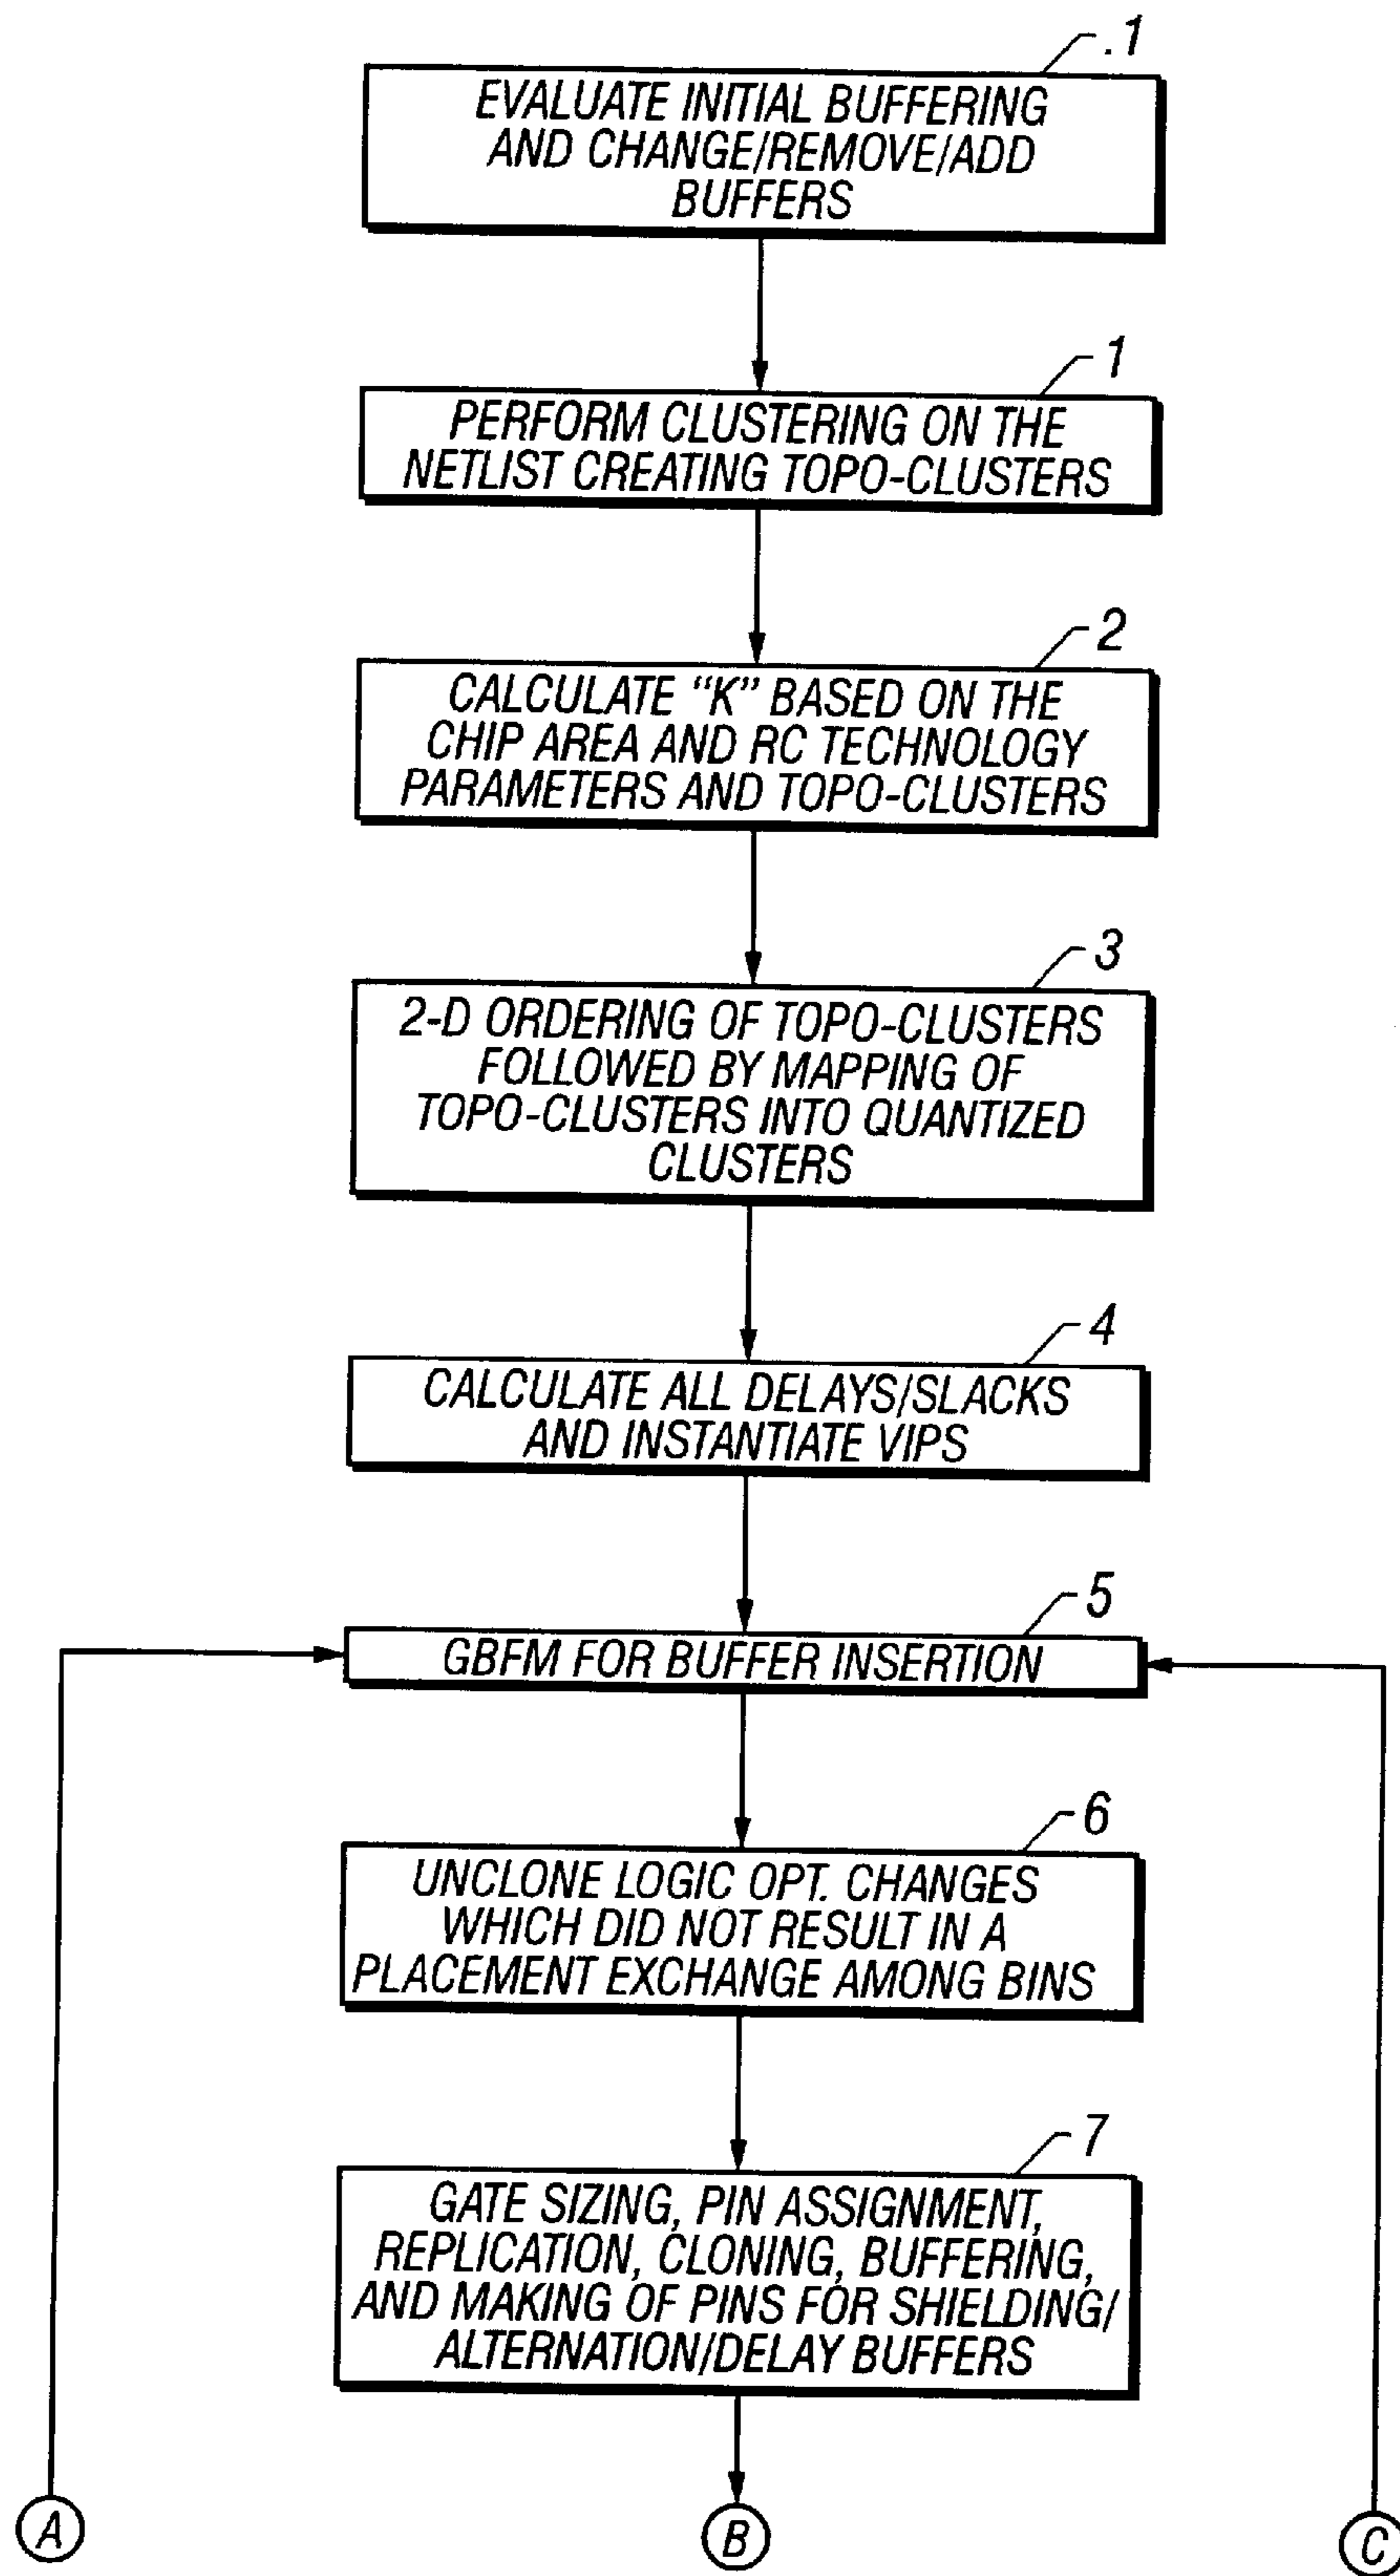 .1
EVALUATE INITIAL BUFFERING
AND CHANGE/REMOVE/ADD
BUFFERS
1
PERFORM CLUSTERING ON THE
NETLIST CREATING TOPO-CLUSTERS
2
CALCULATE “K” BASED ON THE
CHIP AREA AND RC TECHNOLOGY
PARAMETERS AND TOPO-CLUSTERS
3
2-D ORDERING OF TOPO-CLUSTERS
FOLLOWED BY MAPPING OF
TOPO-CLUSTERS INTO QUANTIZED
CLUSTERS
4
CALCULATE ALL DELAYS/SLACKS
AND INSTANTIATE VIPS
5
GBFM FOR BUFFER INSERTION
6
UNCLONE LOGIC OPT. CHANGES
WHICH DID NOT RESULT IN A
PLACEMENT EXCHANGE AMONG BINS
7
GATE SIZING, PIN ASSIGNMENT,
REPLICATION, CLONING, BUFFERING,
AND MAKING OF PINS FOR SHIELDING/
ALTERNATION/DELAY BUFFERS
A
B
C